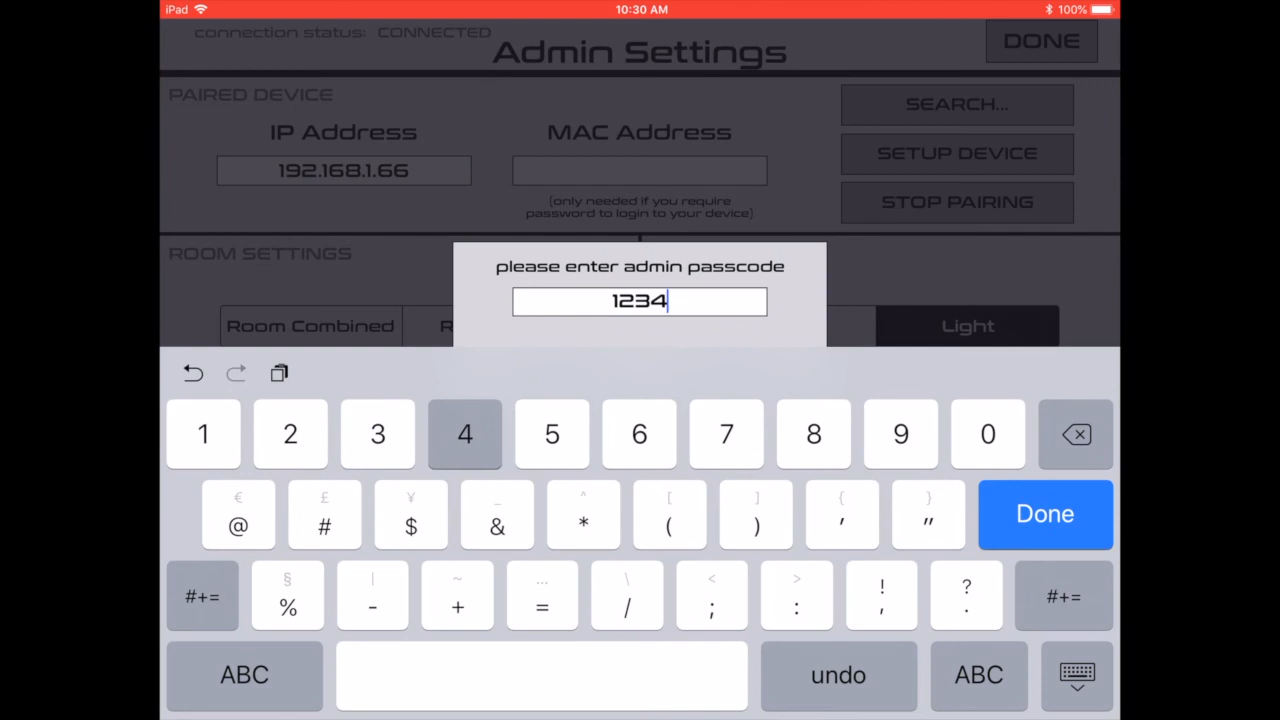 iPad 10:30 AM 100%
connection status: CONNECTED
Admin Settings
DONE
PAIRED DEVICE
IP Address
MAC Address
SEARCH...
192.168.1.66
SETUP DEVICE
(only needed if you require
password to login to your device)
STOP PAIRING
ROOM SETTINGS
please enter admin passcode
1234
Room Combined
R
Light
1 2 3 4 5 6 7 8 9 0
€ £ ¥ _ ^ [ ] { }
@ # $ & * ( ) ' "
Done
§ | ~ … \ < > ! ?
#+= % - + = / ; : , . #+=
ABC undo ABC